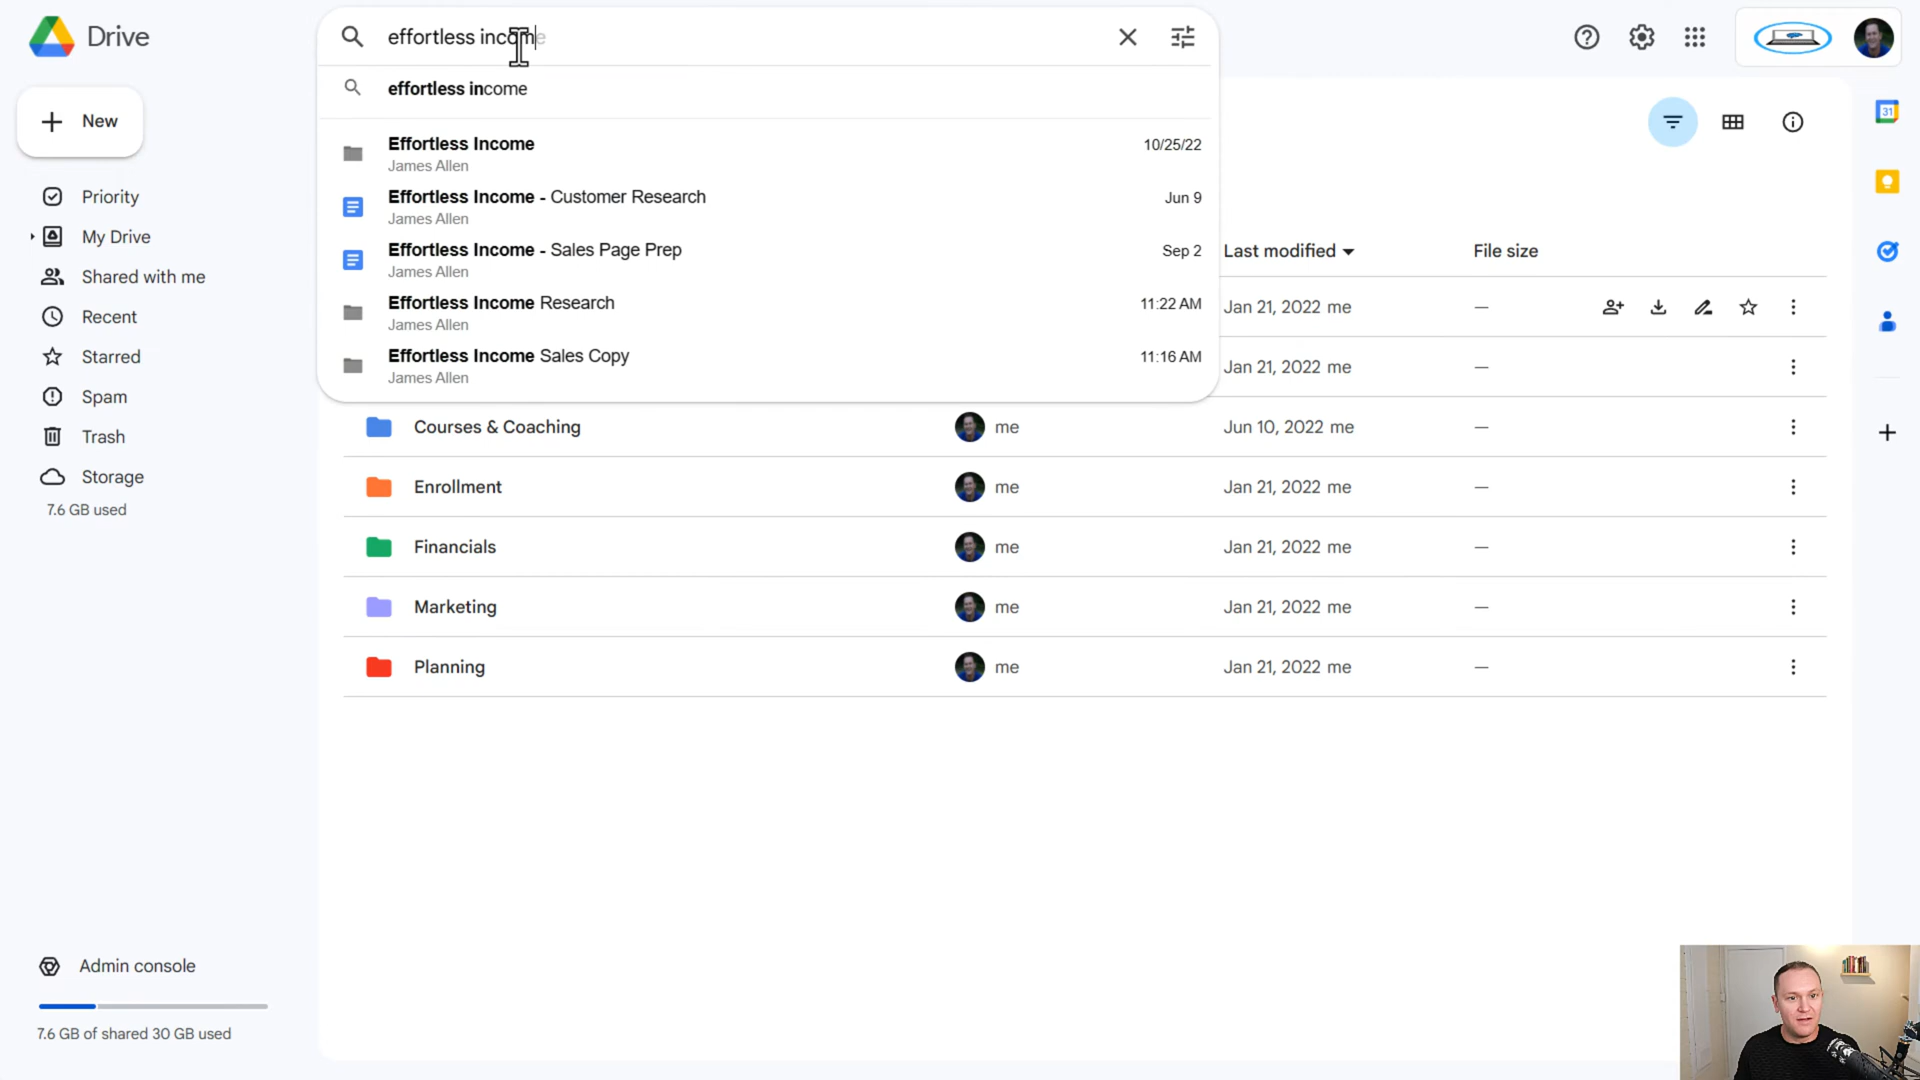 Drive
effortless income
effortless income
New
Effortless Income 10/25/22
James Allen
Effortless Income - Customer Research Jun 9
James Allen
Effortless Income - Sales Page Prep Sep 2
James Allen
Effortless Income Research 11:22 AM
James Allen
Effortless Income Sales Copy 11:16 AM
James Allen
Priority
My Drive
Shared with me
Recent
Starred
Spam
Trash
Storage
7.6 GB used
Last modified File size
Jan 21, 2022 me —
Jan 21, 2022 me —
Courses & Coaching me Jun 10, 2022 me —
Enrollment me Jan 21, 2022 me —
Financials me Jan 21, 2022 me —
Marketing me Jan 21, 2022 me —
Planning me Jan 21, 2022 me —
31
Admin console
7.6 GB of shared 30 GB used